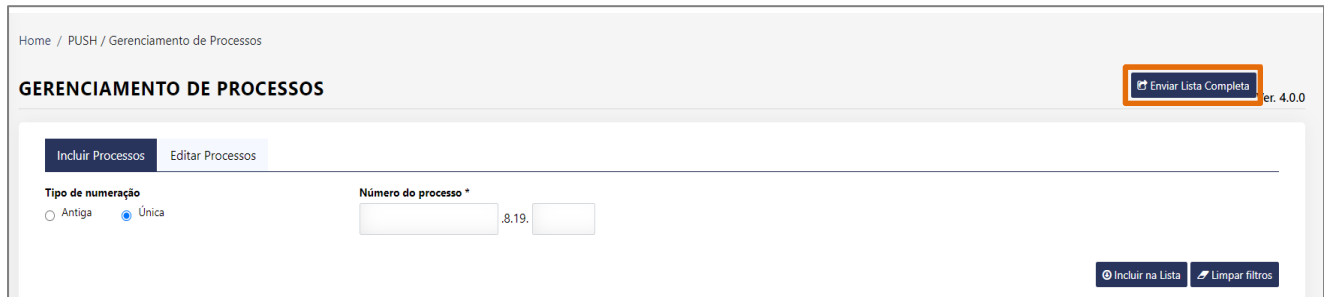 Home / PUSH / Gerenciamento de Processos
GERENCIAMENTO DE PROCESSOS
Enviar Lista Completa
Ver. 4.0.0
Incluir Processos Editar Processos
Tipo de numeração Número do processo *
Antiga Única .8.19.
Incluir na Lista Limpar filtros